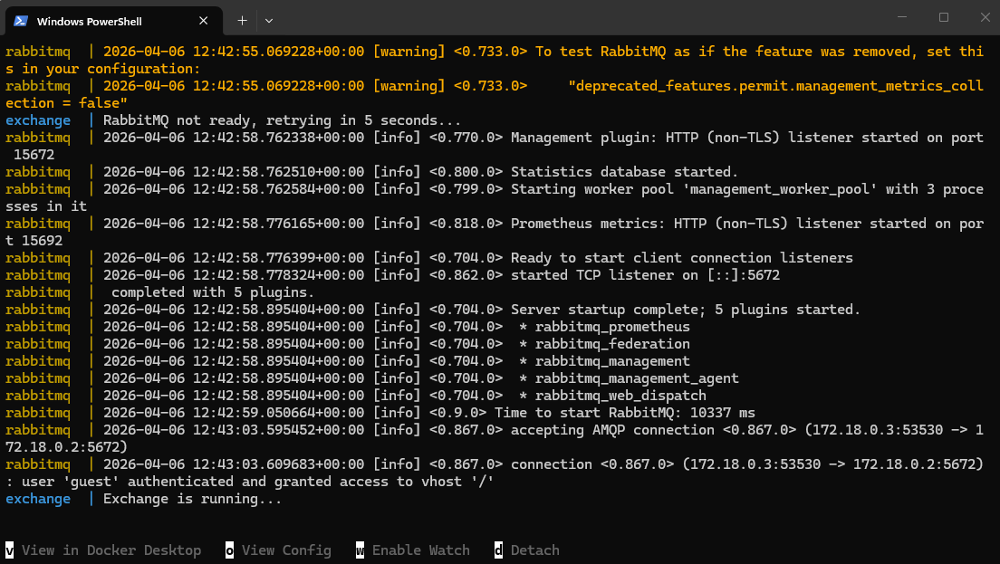 Windows PowerShell
rabbitmq  | 2026-04-06 12:42:55.069228+00:00 [warning] <0.733.0> To test RabbitMQ as if the feature was removed, set thi
s in your configuration:
rabbitmq  | 2026-04-06 12:42:55.069228+00:00 [warning] <0.733.0>     "deprecated_features.permit.management_metrics_coll
ection = false"
exchange  | RabbitMQ not ready, retrying in 5 seconds...
rabbitmq  | 2026-04-06 12:42:58.762338+00:00 [info] <0.770.0> Management plugin: HTTP (non-TLS) listener started on port
 15672
rabbitmq  | 2026-04-06 12:42:58.762510+00:00 [info] <0.800.0> Statistics database started.
rabbitmq  | 2026-04-06 12:42:58.762584+00:00 [info] <0.799.0> Starting worker pool 'management_worker_pool' with 3 proce
sses in it
rabbitmq  | 2026-04-06 12:42:58.776165+00:00 [info] <0.818.0> Prometheus metrics: HTTP (non-TLS) listener started on por
t 15692
rabbitmq  | 2026-04-06 12:42:58.776399+00:00 [info] <0.704.0> Ready to start client connection listeners
rabbitmq  | 2026-04-06 12:42:58.778324+00:00 [info] <0.862.0> started TCP listener on [::]:5672
rabbitmq  |  completed with 5 plugins.
rabbitmq  | 2026-04-06 12:42:58.895404+00:00 [info] <0.704.0> Server startup complete; 5 plugins started.
rabbitmq  | 2026-04-06 12:42:58.895404+00:00 [info] <0.704.0>  * rabbitmq_prometheus
rabbitmq  | 2026-04-06 12:42:58.895404+00:00 [info] <0.704.0>  * rabbitmq_federation
rabbitmq  | 2026-04-06 12:42:58.895404+00:00 [info] <0.704.0>  * rabbitmq_management
rabbitmq  | 2026-04-06 12:42:58.895404+00:00 [info] <0.704.0>  * rabbitmq_management_agent
rabbitmq  | 2026-04-06 12:42:58.895404+00:00 [info] <0.704.0>  * rabbitmq_web_dispatch
rabbitmq  | 2026-04-06 12:42:59.050664+00:00 [info] <0.9.0> Time to start RabbitMQ: 10337 ms
rabbitmq  | 2026-04-06 12:43:03.595452+00:00 [info] <0.867.0> accepting AMQP connection <0.867.0> (172.18.0.3:53530 -> 1
72.18.0.2:5672)
rabbitmq  | 2026-04-06 12:43:03.609683+00:00 [info] <0.867.0> connection <0.867.0> (172.18.0.3:53530 -> 172.18.0.2:5672)
: user 'guest' authenticated and granted access to vhost '/'
exchange  | Exchange is running...
v View in Docker Desktop   o View Config   w Enable Watch   d Detach